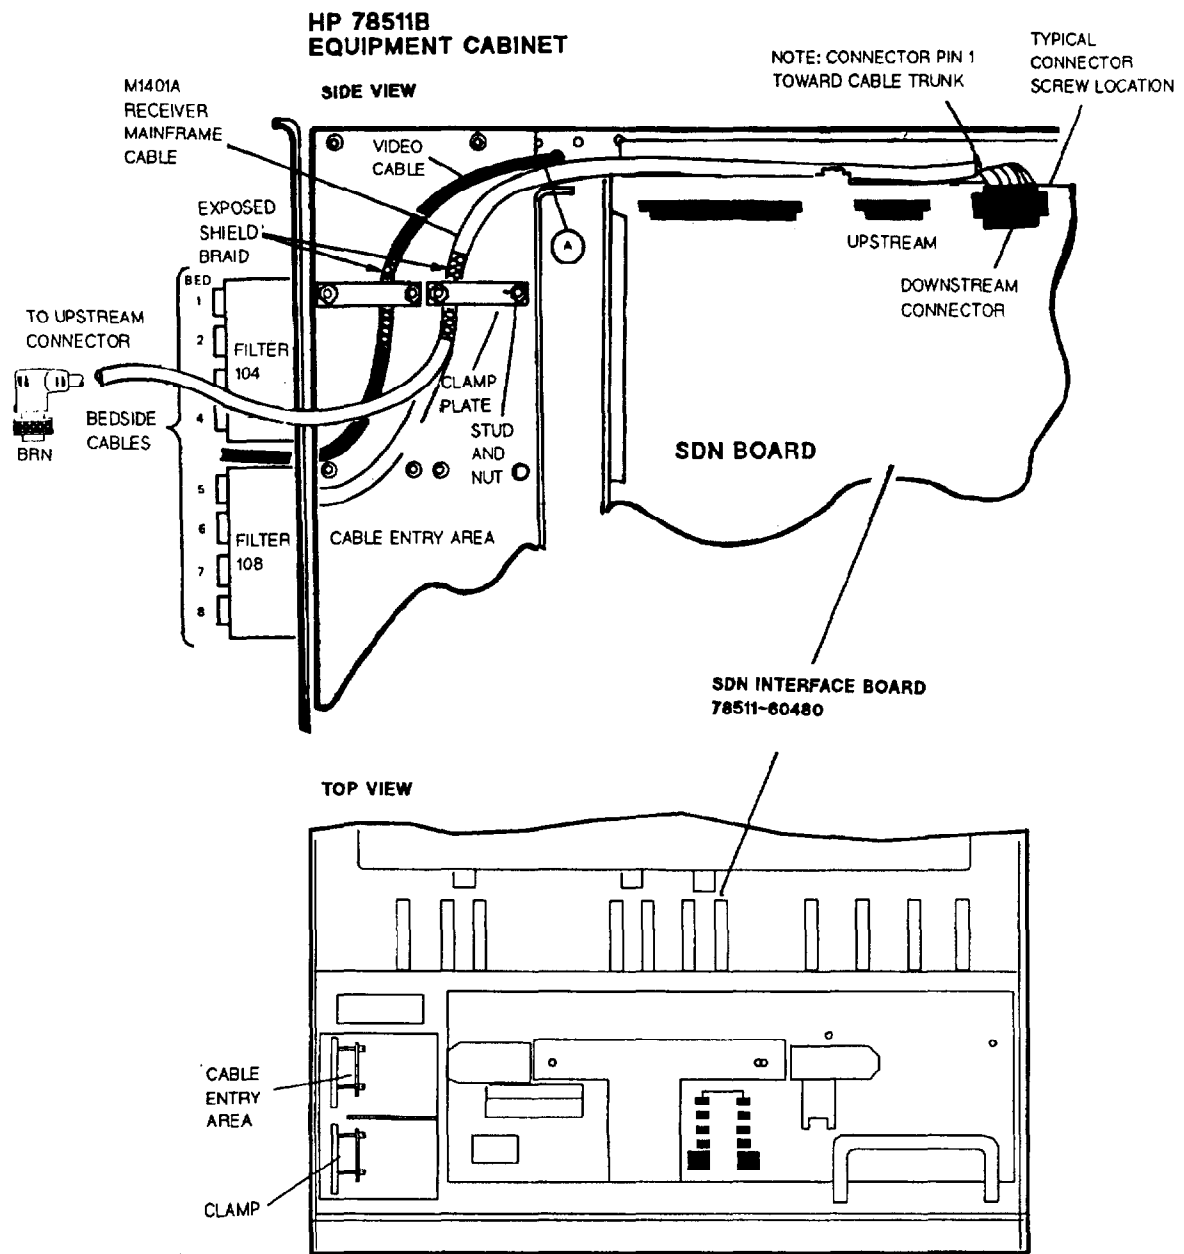 HP 78511B
EQUIPMENT CABINET
SIDE VIEW
M1401A
RECEIVER
MAINFRAME
CABLE
VIDEO
CABLE
NOTE: CONNECTOR PIN 1
TOWARD CABLE TRUNK
TYPICAL
CONNECTOR
SCREW LOCATION
EXPOSED
SHIELD
BRAID
A
UPSTREAM
DOWNSTREAM
CONNECTOR
BED
1
2
4
5
6
7
8
TO UPSTREAM
CONNECTOR
FILTER
104
BEDSIDE
CABLES
BRN
CLAMP
PLATE
STUD
AND
NUT
SDN BOARD
FILTER
108
CABLE ENTRY AREA
SDN INTERFACE BOARD
78511-60480
TOP VIEW
CABLE
ENTRY
AREA
CLAMP